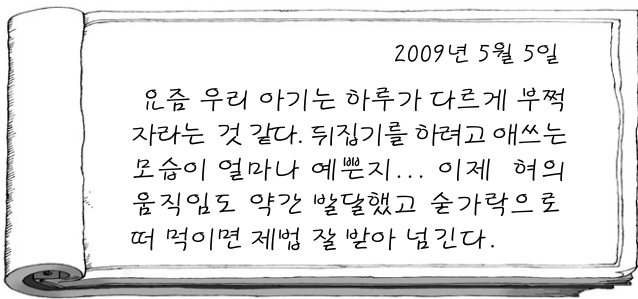 2009년 5월 5일
요즘 우리 아기는 하루가 다르게 부쩍
자라는 것 같다. 뒤집기를 하려고 애쓰는
모습이 얼마나 예쁜지... 이제 혀의
움직임도 약간 발달했고 숟가락으로
떠 먹이면 제법 잘 받아 넘긴다.